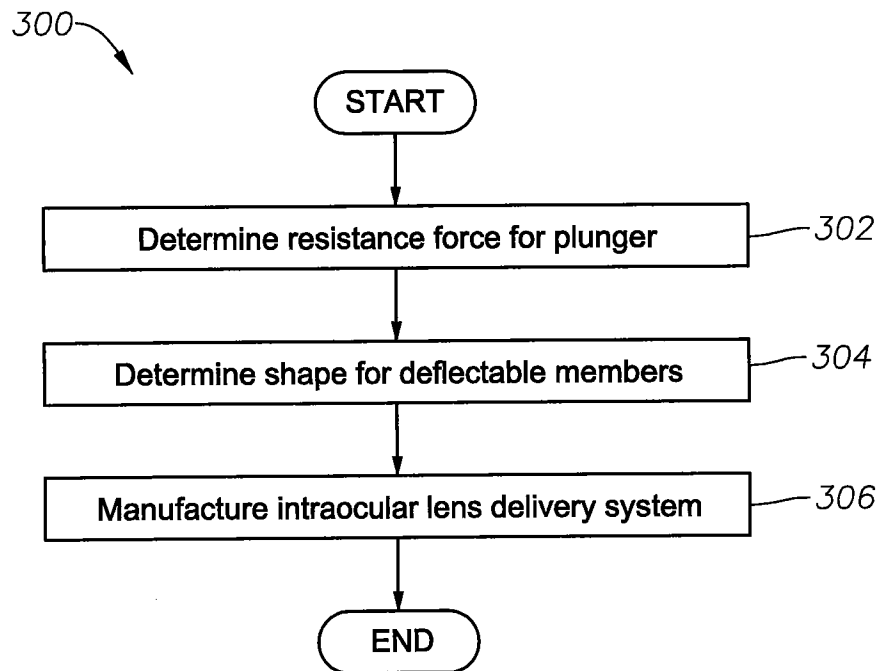 300
START
Determine resistance force for plunger
302
Determine shape for deflectable members
304
Manufacture intraocular lens delivery system
306
END